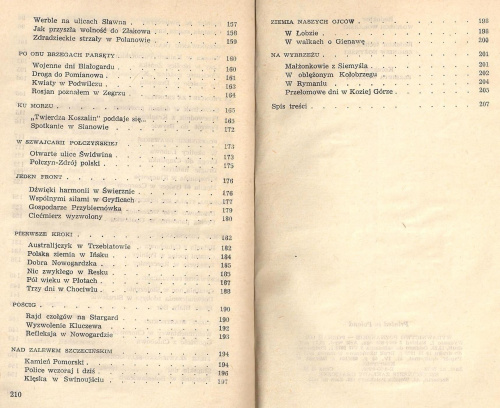 Werble na ulicach Sławna . . . . . . . . 157
Jak przyszła wolność do Złakowa . . . . . . 158
Zdradzieckie strzały w Polanowie . . . . . . 159
PO OBU BRZEGACH PARSĘTY . . . . . . . . 160
Wojenne dni Białogardu . . . . . . . . 160
Droga do Pomianowa . . . . . . . . 161
Kwiaty w Podwilczu . . . . . . . . 163
Rosjan poznałem w Zegrzu . . . . . . . 164
KU MORZU . . . . . . . . 165
„Twierdza Koszalin" poddaje się . . . . . . 165
Spotkanie w Sianowie . . . . . . . . 172
W SZWAJCARII POŁCZYŃSKIEJ . . . . . . . 173
Otwarte ulice Świdwina . . . . . . . . 173
Połczyn-Zdrój polski . . . . . . . . 175
JEDEN FRONT . . . . . . . . 176
Dźwięki harmonii w Świerznie . . . . . . . 176
Wspólnymi siłami w Gryficach . . . . . . 177
Gospodarze Przybiernówka . . . . . . . 179
Clećmierz wyzwolony . . . . . . . . 180
PIERWSZE KROKI . . . . . . . . 182
Australijczyk w Trzebiatowie . . . . . . . 182
Polska ziemia w Ińsku . . . . . . . . 184
Dobra Nowogardzka . . . . . . . . 185
Nic zwykłego w Resku . . . . . . . . 185
Pół wieku w Płotach . . . . . . . . 187
Trzy dni w Chociwlu . . . . . . . . 188
POŚCIG . . . . . . . . 190
Rajd czołgów na Stargard . . . . . . . 190
Wyzwolenie Kluczewa . . . . . . . . 192
Refleksja w Nowogardzie . . . . . . . . 193
NAD ZALEWEM SZCZECIŃSKIM . . . . . . . 194
Kamień Pomorski . . . . . . . . 194
Police wczoraj i dziś . . . . . . . . 196
Klęska w Świnoujściu . . . . . . . . 197
210
ZIEMIA NASZYCH OJCÓW . . . . . . . . 198
W Łobzie . . . . . . . . 198
W walkach o Gienawę . . . . . . . . 200
NA WYBRZEŻU . . . . . . . . 201
Małżonkowie z Siemyśla . . . . . . . . 201
W oblężonym Kołobrzegu . . . . . . . . 202
W Rymaniu . . . . . . . . 204
Przełomowe dni w Koziej Górze . . . . . . 205
Spis treści . . . . . . . . 207